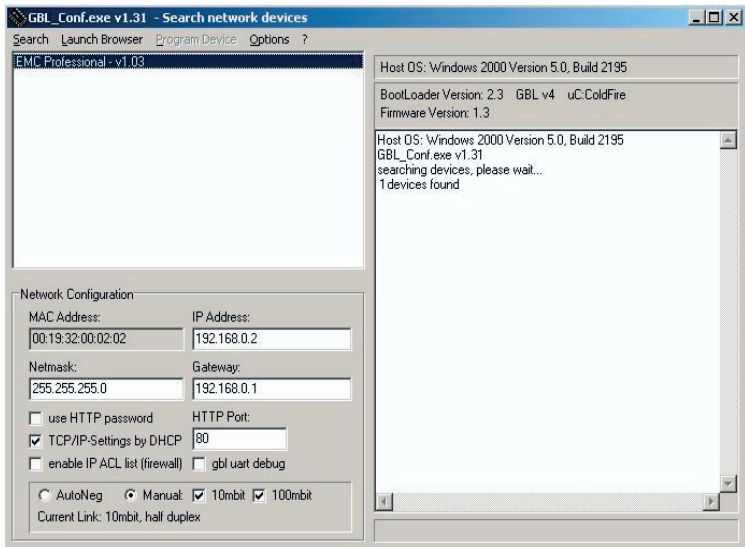 GBL_Conf.exe v1.31 - Search network devices
Search Launch Browser Program Device Options ?
EMC Professional - v1.03
Host OS: Windows 2000 Version 5.0, Build 2195
BootLoader Version: 2.3 GBL v4 uC:ColdFire
Firmware Version: 1.3
Host OS: Windows 2000 Version 5.0, Build 2195
GBL_Conf.exe v1.31
searching devices, please wait...
1 devices found
Network Configuration
MAC Address: IP Address:
00:19:32:00:02:02 192.168.0.2
Netmask: Gateway:
255.255.255.0 192.168.0.1
use HTTP password HTTP Port:
TCP/IP-Settings by DHCP 80
enable IP ACL list (firewall) gbl uart debug
AutoNeg Manual: 10mbit 100mbit
Current Link: 10mbit, half duplex